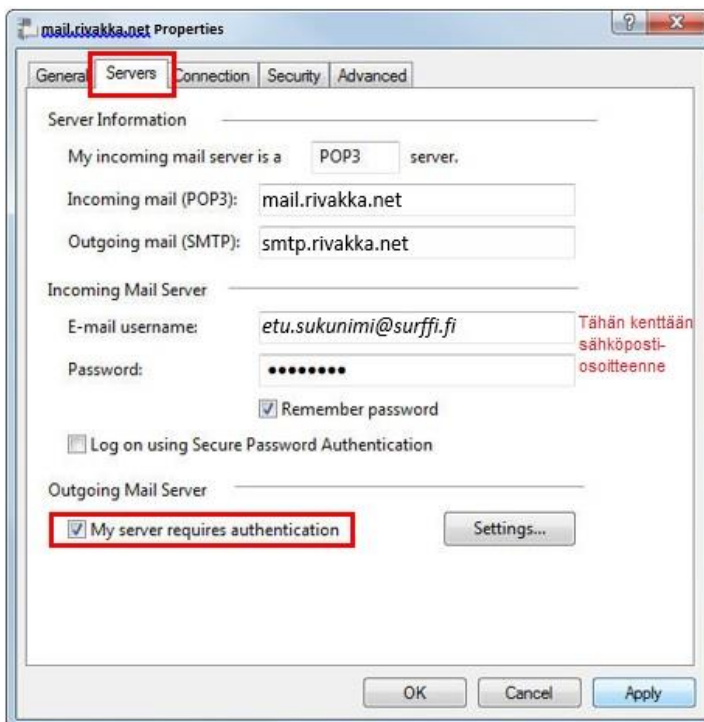 mail.rivakka.net Properties
General Servers Connection Security Advanced
Server Information
My incoming mail server is a POP3 server.
Incoming mail (POP3): mail.rivakka.net
Outgoing mail (SMTP): smtp.rivakka.net
Incoming Mail Server
E-mail username: etu.sukunimi@surffi.fi
Tähän kenttään
sähköposti-
osoitteenne
Password: ●●●●●●●●
Remember password
Log on using Secure Password Authentication
Outgoing Mail Server
My server requires authentication Settings...
OK Cancel Apply